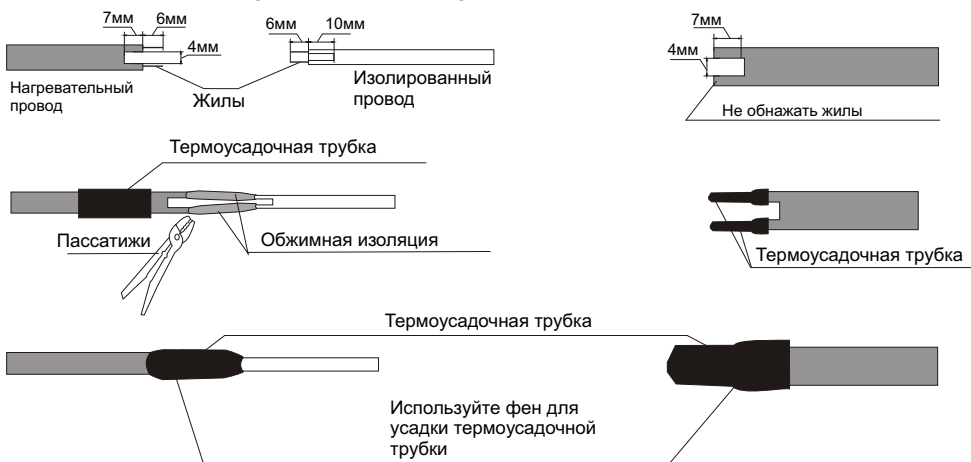 7мм
6мм
4мм
Нагревательный
провод
Жилы
6мм
10мм
Изолированный
провод
7мм
4мм
Не обнажать жилы
Термоусадочная трубка
Пассатижи
Обжимная изоляция
Термоусадочная трубка
Термоусадочная трубка
Используйте фен для
усадки термоусадочной
трубки